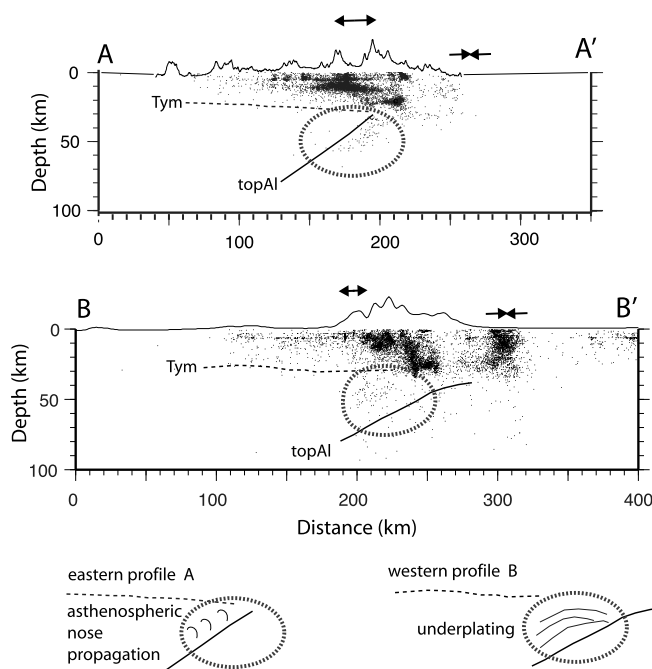 A
A’
0
50
100
Depth (km)
Tym
topAl
0
100
200
300
B
B’
0
50
100
Depth (km)
Tym
topAl
0
100
200
300
400
Distance (km)
eastern profile A
asthenospheric
nose
propagation
western profile B
underplating